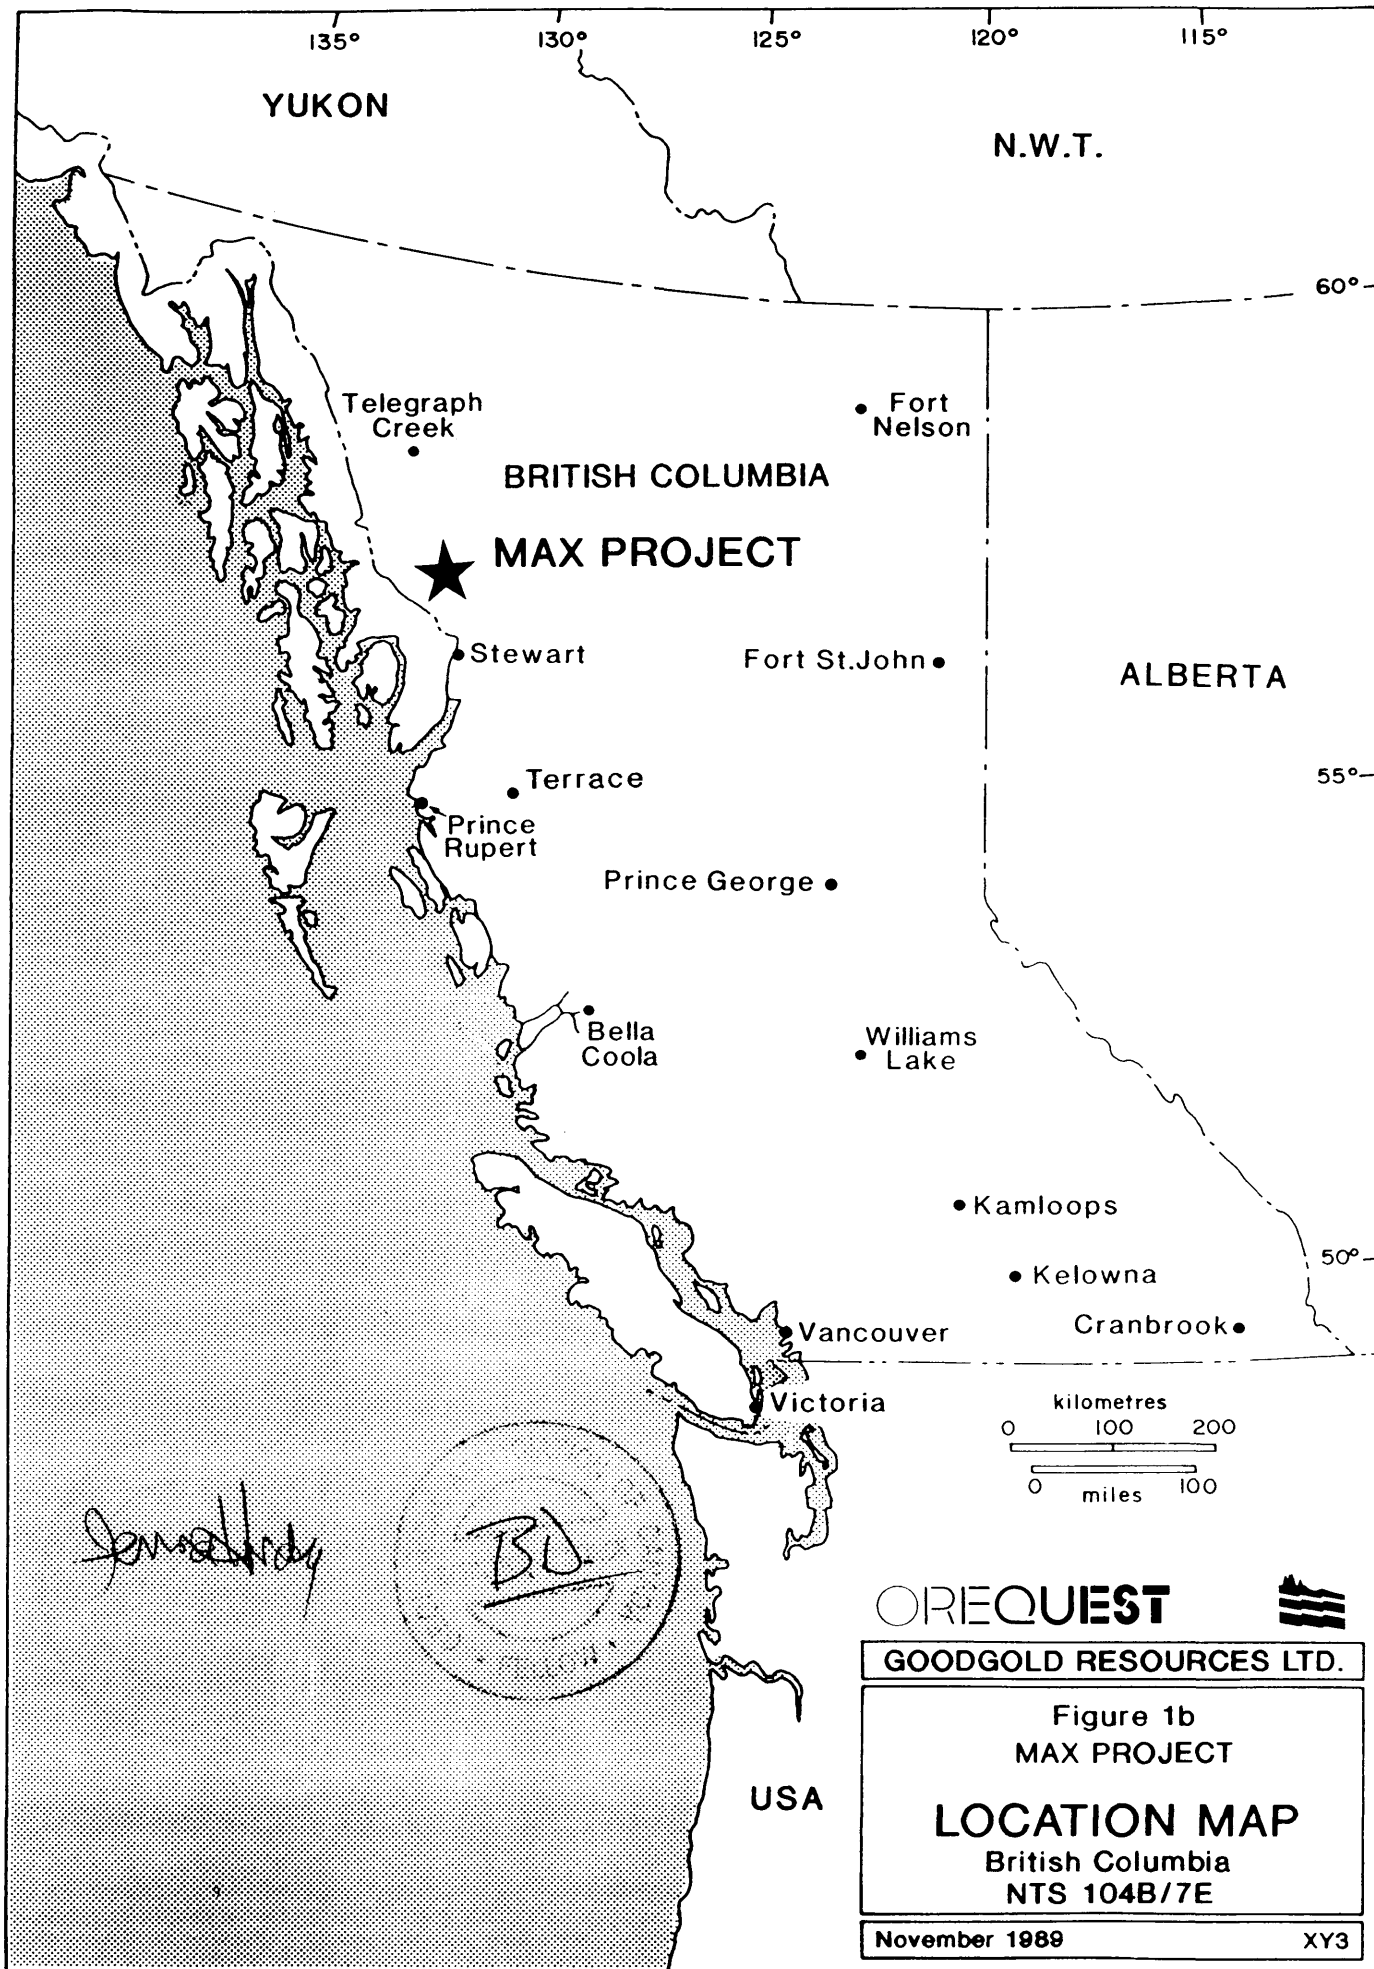 135° 130° 125° 120° 115°
YUKON
N.W.T.
60°
Telegraph
Creek
Fort
Nelson
BRITISH COLUMBIA
MAX PROJECT
Stewart
Fort St.John
ALBERTA
55°
Terrace
Prince
Rupert
Prince George
Bella
Coola
Williams
Lake
Kamloops
50°
Kelowna
Cranbrook
Vancouver
Victoria
kilometres
0 100 200
0 100
miles
B.D.
OREQUEST
GOODGOLD RESOURCES LTD.
Figure 1b
MAX PROJECT
USA
LOCATION MAP
British Columbia
NTS 104B/7E
November 1989 XY3